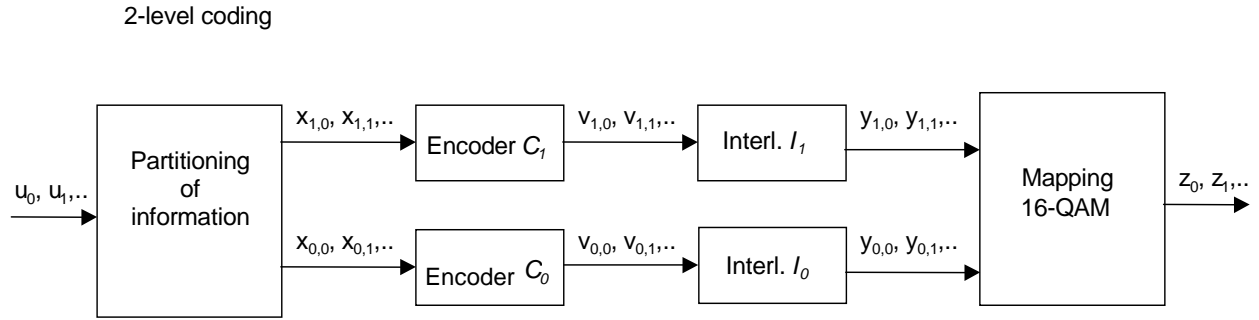 2-level coding
x1,0, x1,1,..
v1,0, v1,1,..
y1,0, y1,1,..
Encoder C1
Interl. I1
Partitioning
of
information
Mapping
16-QAM
u0, u1,..
z0, z1,..
x0,0, x0,1,..
v0,0, v0,1,..
y0,0, y0,1,..
Encoder C0
Interl. I0